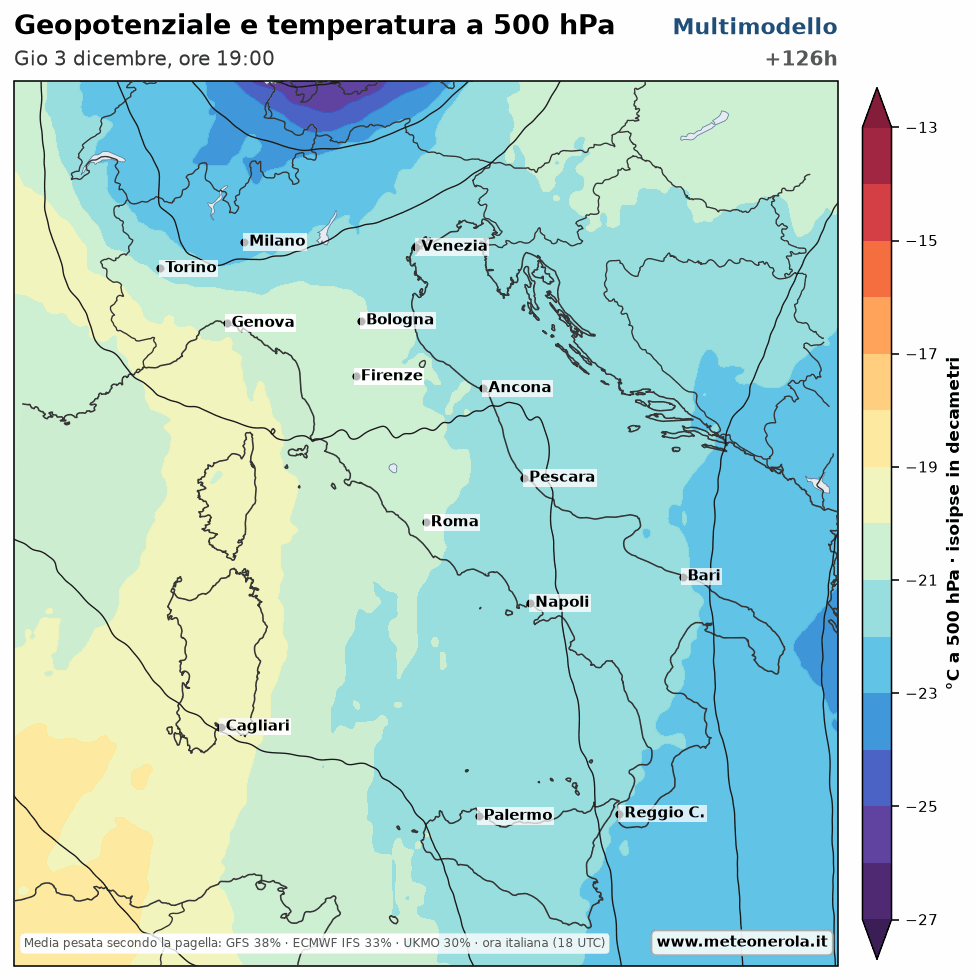 Geopotenziale e temperatura a 500 hPa
Multimodello
Gio 3 dicembre, ore 19:00
+126h
Milano
Venezia
Torino
Genova
Bologna
Firenze
Ancona
Pescara
Roma
Bari
Napoli
Cagliari
Palermo
Reggio C.
−13
−15
−17
−19
−21
−23
−25
−27
°C a 500 hPa · isoipse in decametri
Media pesata secondo la pagella: GFS 38% · ECMWF IFS 33% · UKMO 30% · ora italiana (18 UTC)
www.meteonerola.it